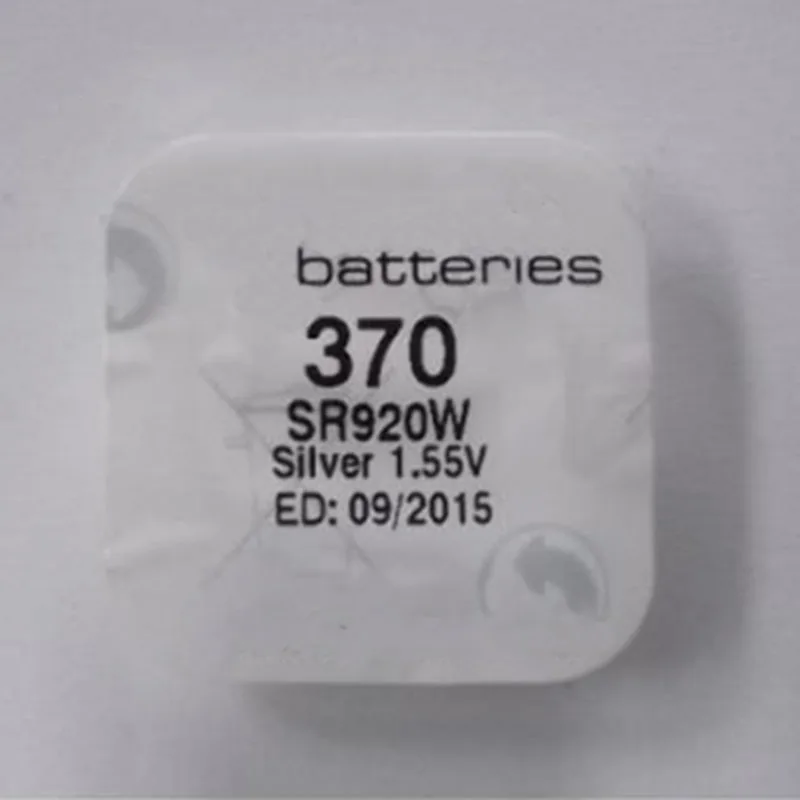 batteries
370
SR920W
Silver 1.55V
ED: 09/2015